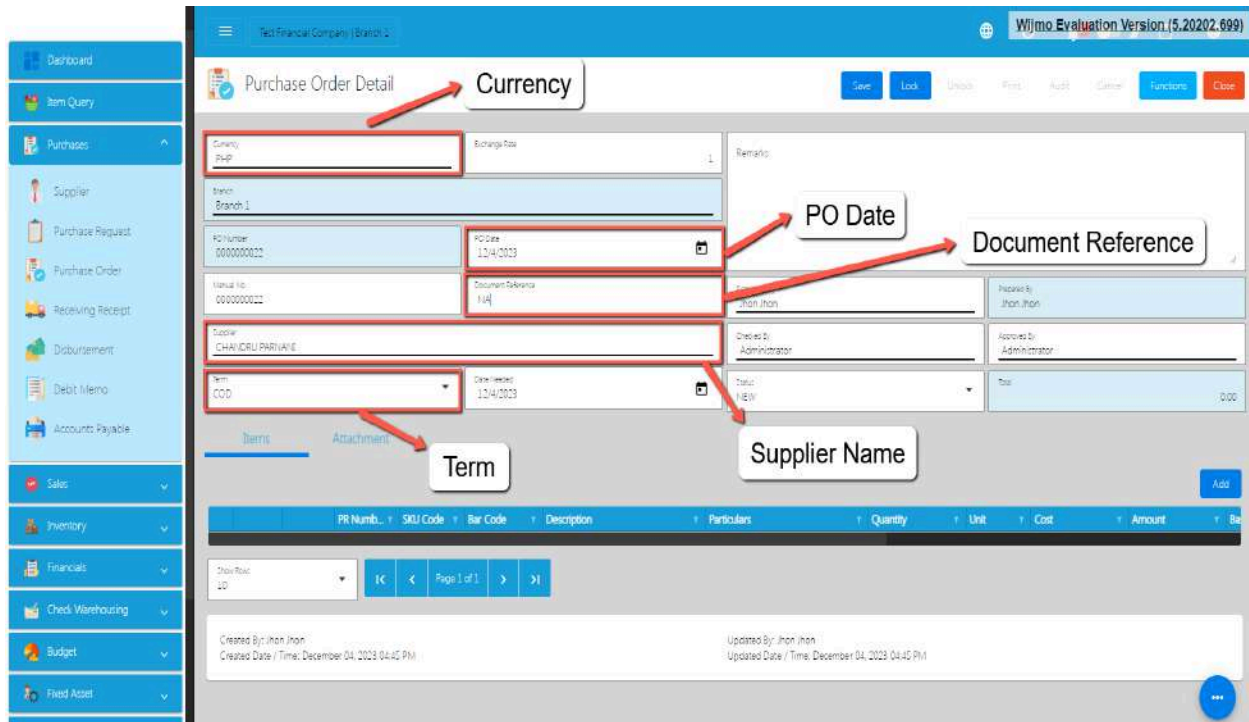 Test Financial Company | Branch 1
Wijmo Evaluation Version (5.20202.699)
Dashboard
Item Query
Purchases
Supplier
Purchase Request
Purchase Order
Receiving Receipt
Disbursement
Debit Memo
Accounts Payable
Sales
Inventory
Financials
Check Warehousing
Budget
Fixed Asset
Purchase Order Detail
Currency
Save
Lock
Unlock
Print
Audit
Cancel
Functions
Close
Currency
PHP
Exchange Rate
1
Remarks
Branch
Branch 1
PO Date
PO Number
0000000022
PO Date
12/4/2023
Document Reference
Manual No.
0000000022
Document Reference
NA
Jhon Jhon
Prepared By
Jhon Jhon
Supplier
CHANDRU PARNANI
Checked By
Administrator
Approved By
Administrator
Term
COD
Date Needed
12/4/2023
Status
NEW
Total
0.00
Items
Attachment
Term
Supplier Name
Add
PR Numb... SKU Code Bar Code Description Particulars Quantity Unit Cost Amount Ba
Show Rows
10
Page 1 of 1
Created By: Jhon Jhon
Created Date / Time: December 04, 2023 04:45 PM
Updated By: Jhon Jhon
Updated Date / Time: December 04, 2023 04:45 PM